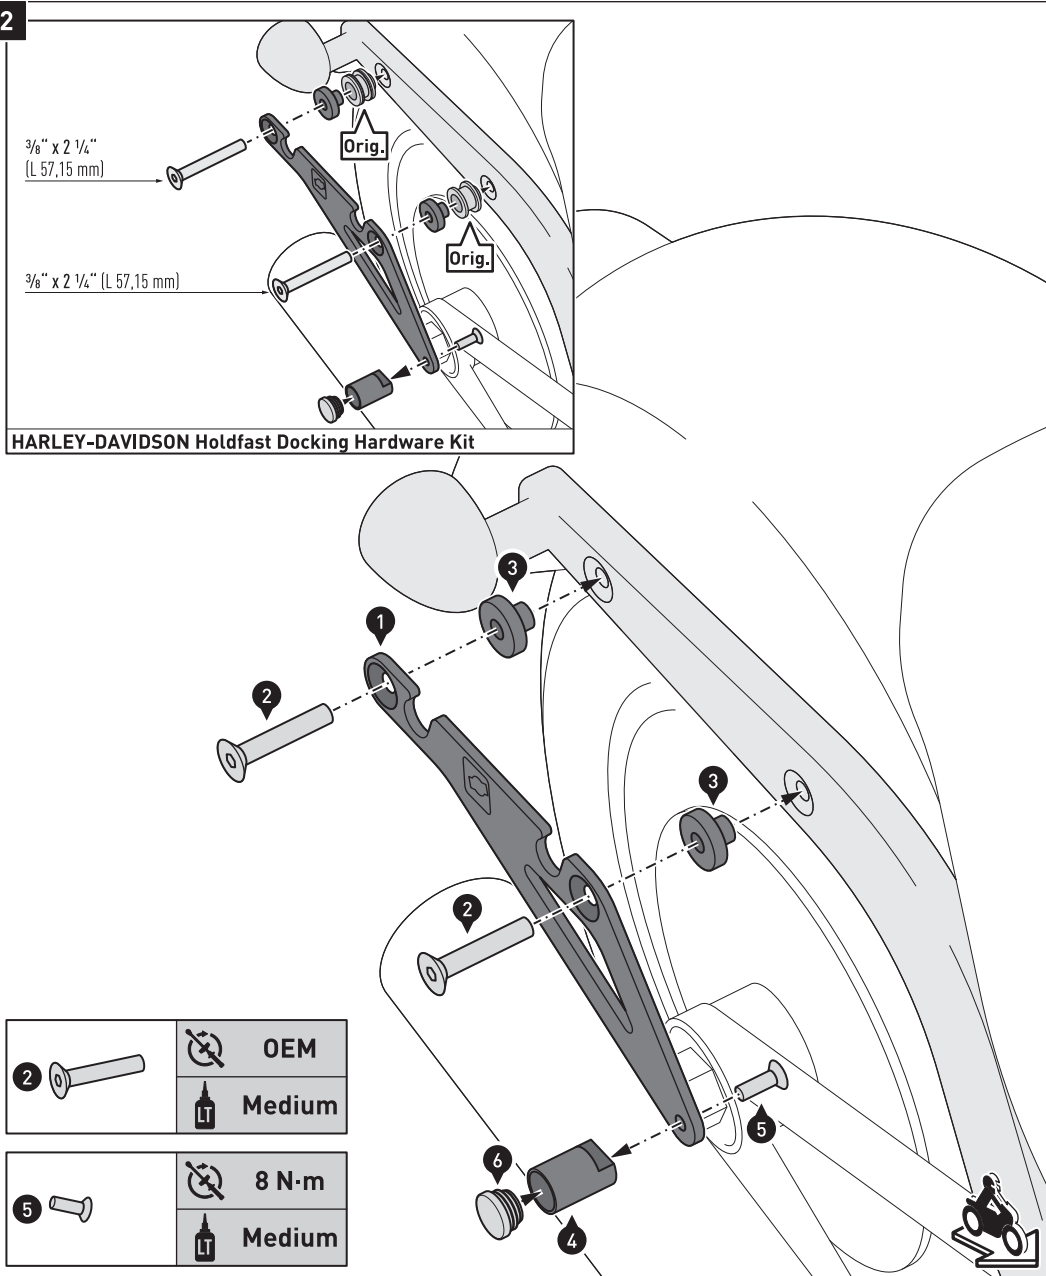 2
Orig.
⅜“ x 2 ¼“
(L 57,15 mm)
Orig.
⅜“ x 2 ¼“ (L 57,15 mm)
HARLEY-DAVIDSON Holdfast Docking Hardware Kit
3
1
2
3
2
2
OEM
LT Medium
5
6
5
8 N·m
LT Medium
4